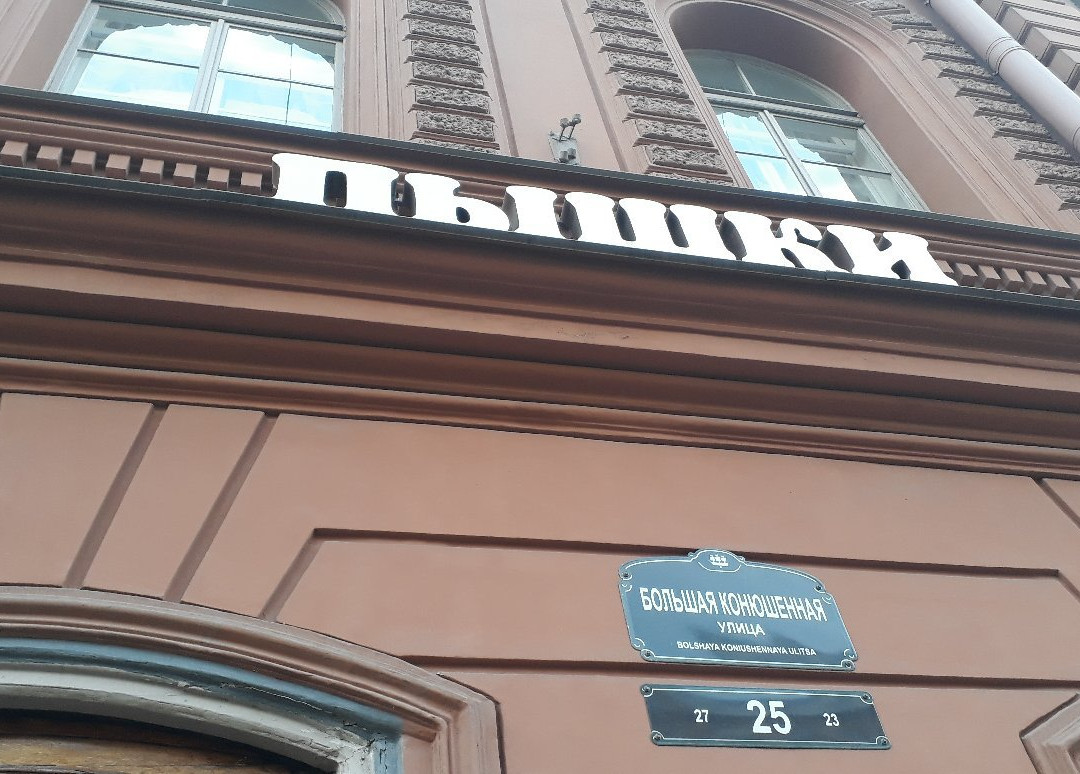 ПЫШКИ
БОЛЬШАЯ КОНЮШЕННАЯ
УЛИЦА
BOLSHAYA KONIUSHENNAYA ULITSA
27 25 23